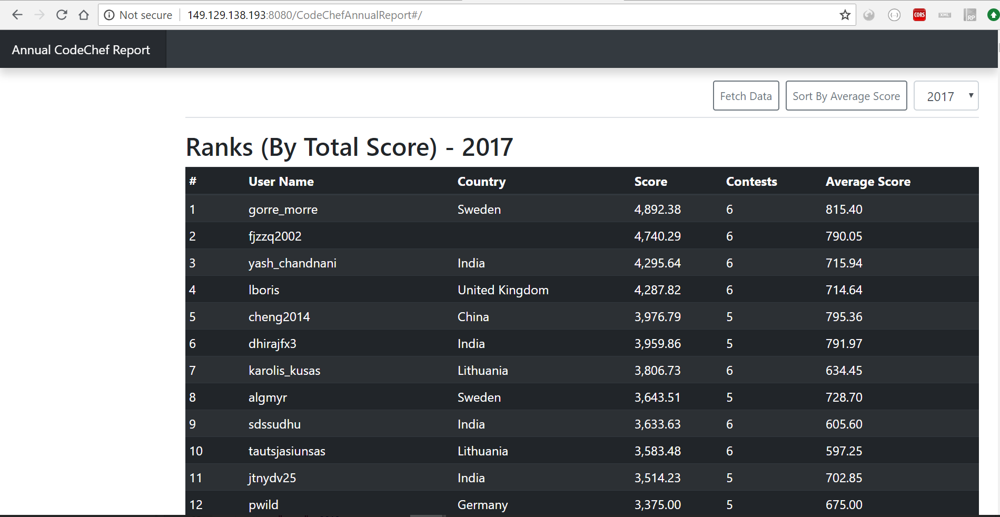 Not secure 149.129.138.193:8080/CodeChefAnnualReport#/
{...} CORS XML RP
Annual CodeChef Report
Fetch Data Sort By Average Score 2017
Ranks (By Total Score) - 2017
# User Name Country Score Contests Average Score
1 gorre_morre Sweden 4,892.38 6 815.40
2 fjzzq2002 4,740.29 6 790.05
3 yash_chandnani India 4,295.64 6 715.94
4 lboris United Kingdom 4,287.82 6 714.64
5 cheng2014 China 3,976.79 5 795.36
6 dhirajfx3 India 3,959.86 5 791.97
7 karolis_kusas Lithuania 3,806.73 6 634.45
8 algmyr Sweden 3,643.51 5 728.70
9 sdssudhu India 3,633.63 6 605.60
10 tautsjasiunsas Lithuania 3,583.48 6 597.25
11 jtnydv25 India 3,514.23 5 702.85
12 pwild Germany 3,375.00 5 675.00